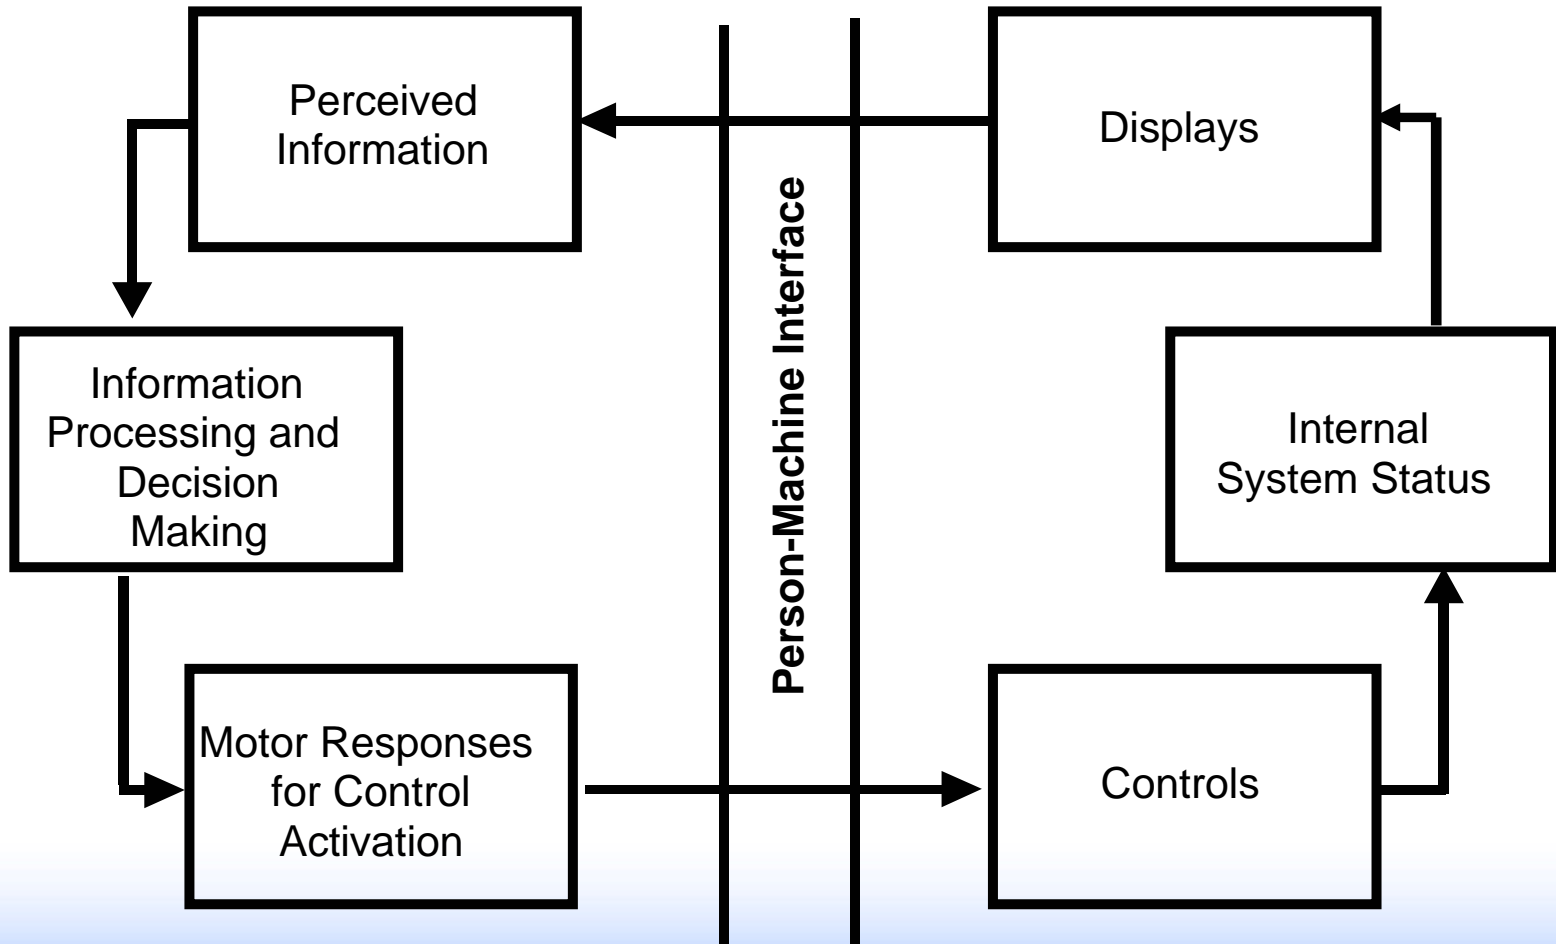 Perceived
Information
Displays
Person-Machine Interface
Information
Processing and
Decision
Making
Internal
System Status
Motor Responses
for Control
Activation
Controls